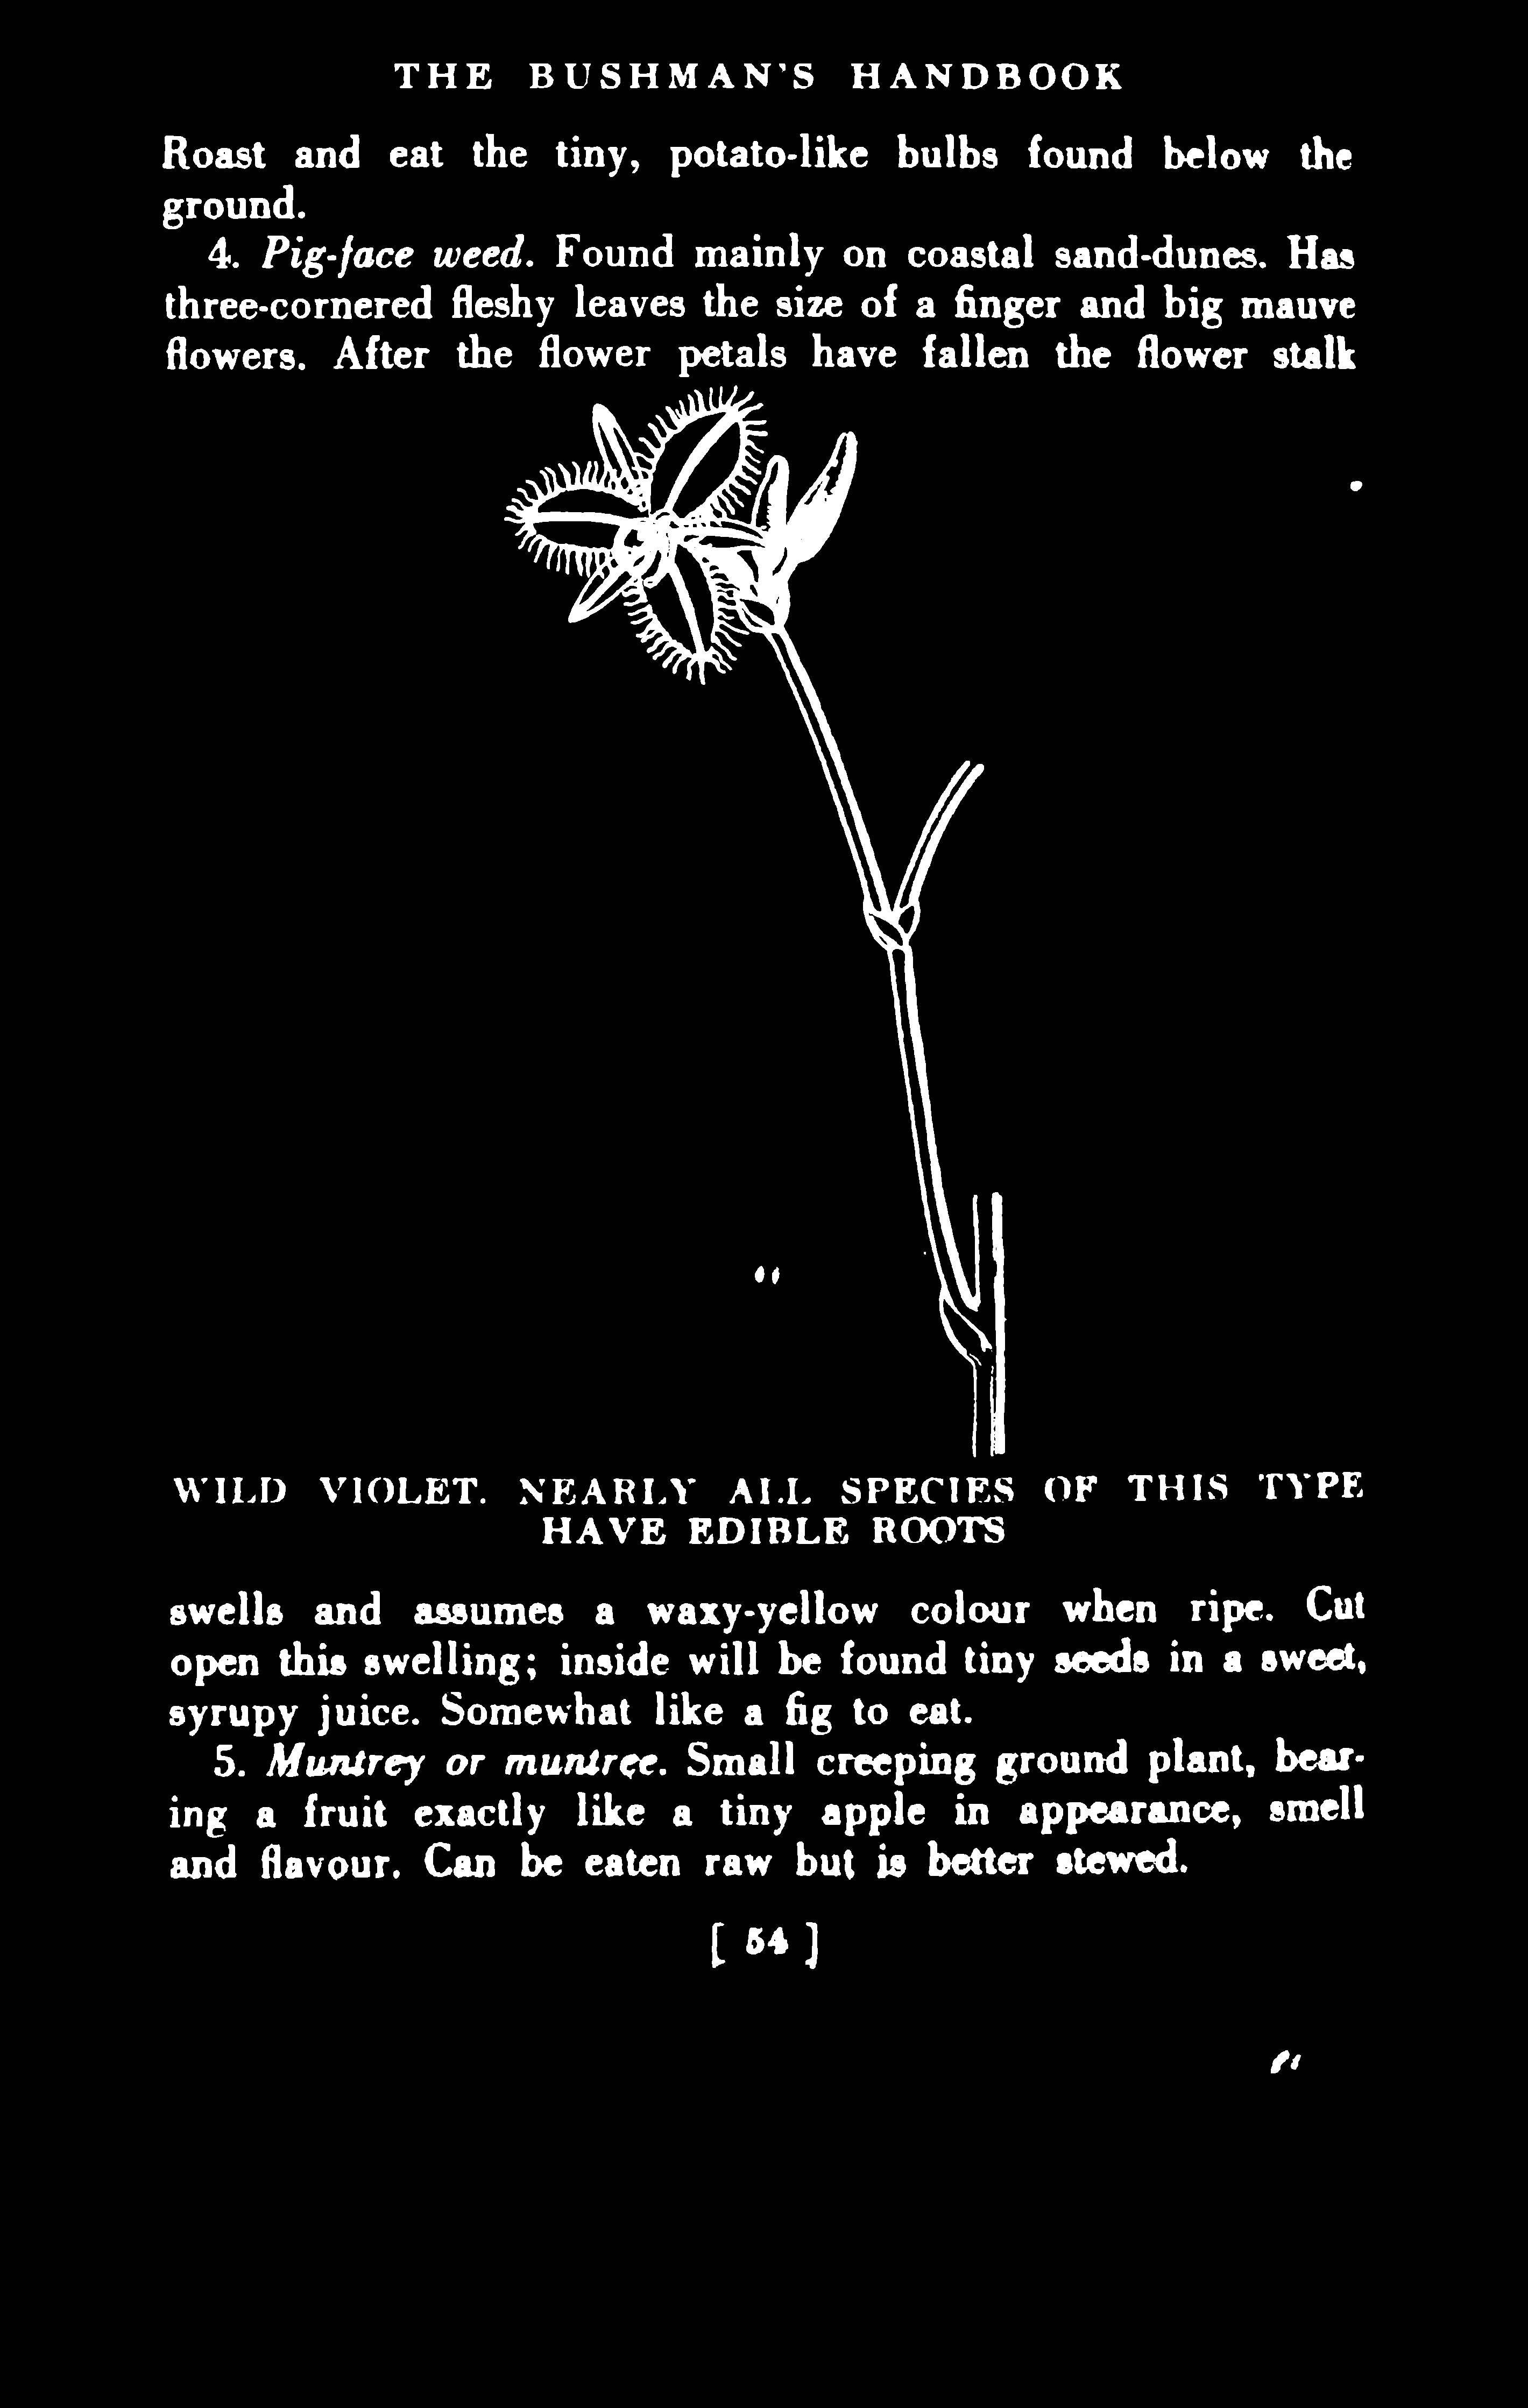 THE BUSHMAN'S HANDBOOK
Roast and eat the tiny, potato-like bulbs found below the
ground.
4. Pig-face weed. Found mainly on coastal sand-dunes. Has
three-cornered fleshy leaves the size of a finger and big mauve
flowers. After the flower petals have fallen the flower stalk
WILD VIOLET. NEARLY ALL SPECIES OF THIS TYPE
HAVE EDIBLE ROOTS
swells and assumes a waxy-yellow colour when ripe. Cut
open this swelling; inside will be found tiny seeds in a sweet,
syrupy juice. Somewhat like a fig to eat.
5. Muntrey or muntree. Small creeping ground plant, bear-
ing a fruit exactly like a tiny apple in appearance, smell
and flavour. Can be eaten raw but is better stewed.
[ 54 ]